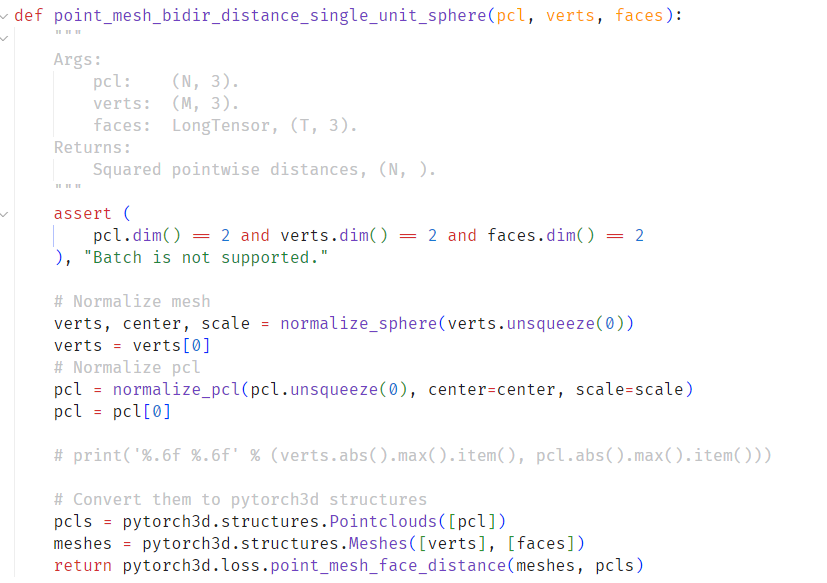 def point_mesh_bidir_distance_single_unit_sphere(pcl, verts, faces):
    """
    Args:
        pcl:    (N, 3).
        verts:  (M, 3).
        faces:  LongTensor, (T, 3).
    Returns:
        Squared pointwise distances, (N, ).
    """
    assert (
        pcl.dim() == 2 and verts.dim() == 2 and faces.dim() == 2
    ), "Batch is not supported."

    # Normalize mesh
    verts, center, scale = normalize_sphere(verts.unsqueeze(0))
    verts = verts[0]
    # Normalize pcl
    pcl = normalize_pcl(pcl.unsqueeze(0), center=center, scale=scale)
    pcl = pcl[0]

    # print('%.6f %.6f' % (verts.abs().max().item(), pcl.abs().max().item()))

    # Convert them to pytorch3d structures
    pcls = pytorch3d.structures.Pointclouds([pcl])
    meshes = pytorch3d.structures.Meshes([verts], [faces])
    return pytorch3d.loss.point_mesh_face_distance(meshes, pcls)